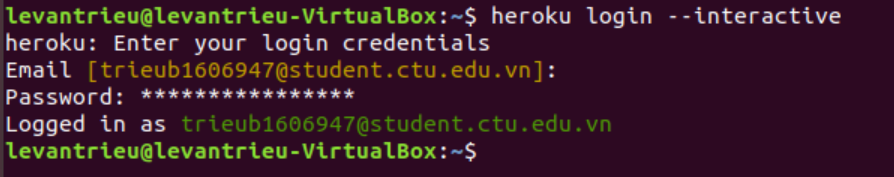 levantrieu@levantrieu-VirtualBox:~$ heroku login --interactive
heroku: Enter your login credentials
Email [trieub1606947@student.ctu.edu.vn]:
Password: ****************
Logged in as trieub1606947@student.ctu.edu.vn
levantrieu@levantrieu-VirtualBox:~$